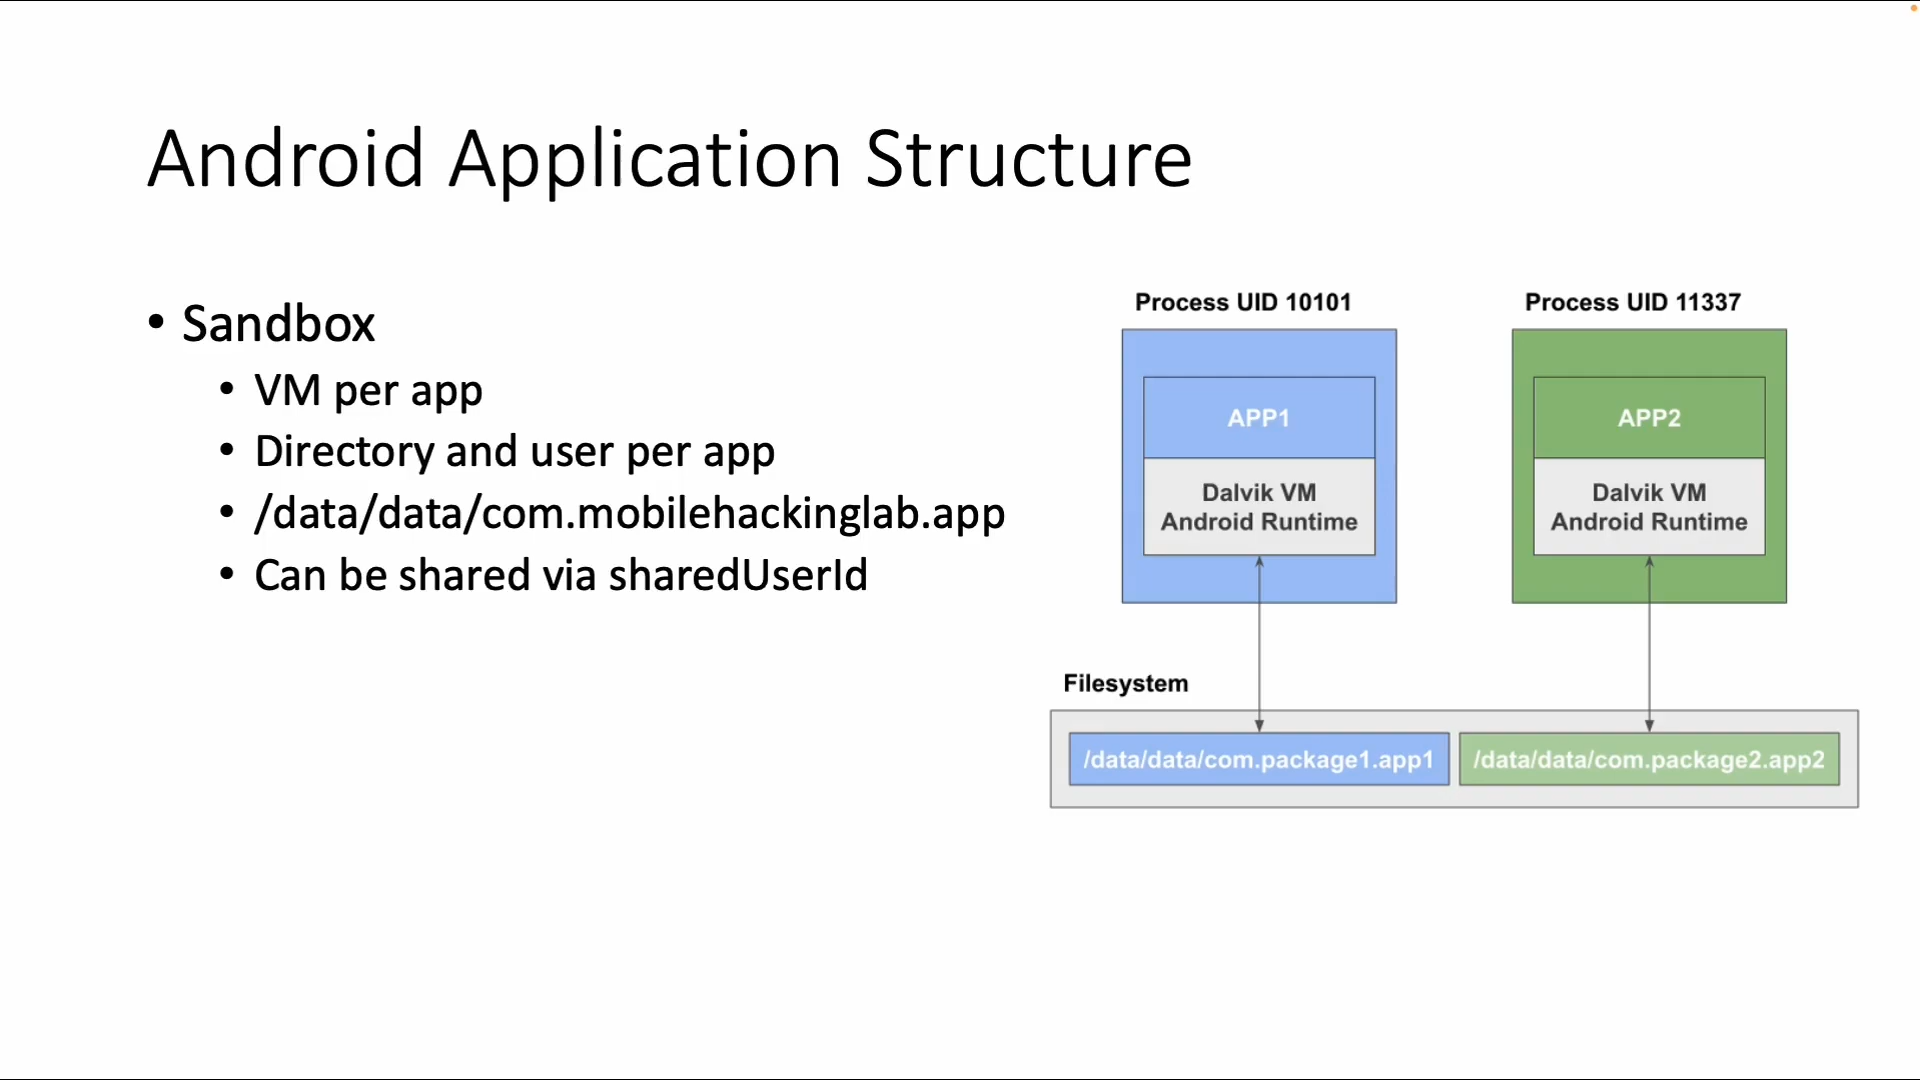 Android Application Structure
• Sandbox
• VM per app
• Directory and user per app
• /data/data/com.mobilehackinglab.app
• Can be shared via sharedUserId
Process UID 10101
Process UID 11337
APP1
Dalvik VM
Android Runtime
APP2
Dalvik VM
Android Runtime
Filesystem
/data/data/com.package1.app1
/data/data/com.package2.app2